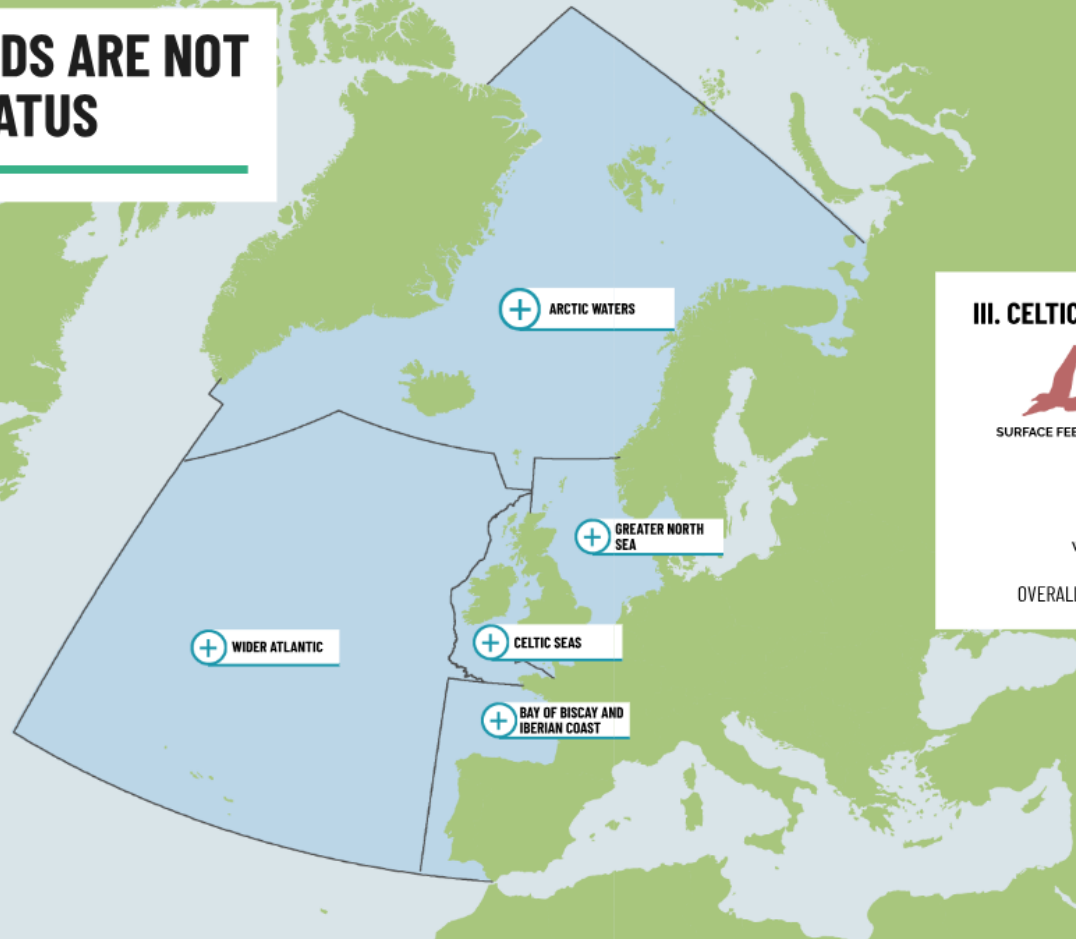 DS ARE NOT
ATUS
ARCTIC WATERS
III. CELTIC
SURFACE FEE
GREATER NORTH
SEA
V
OVERALL
WIDER ATLANTIC
CELTIC SEAS
BAY OF BISCAY AND
IBERIAN COAST